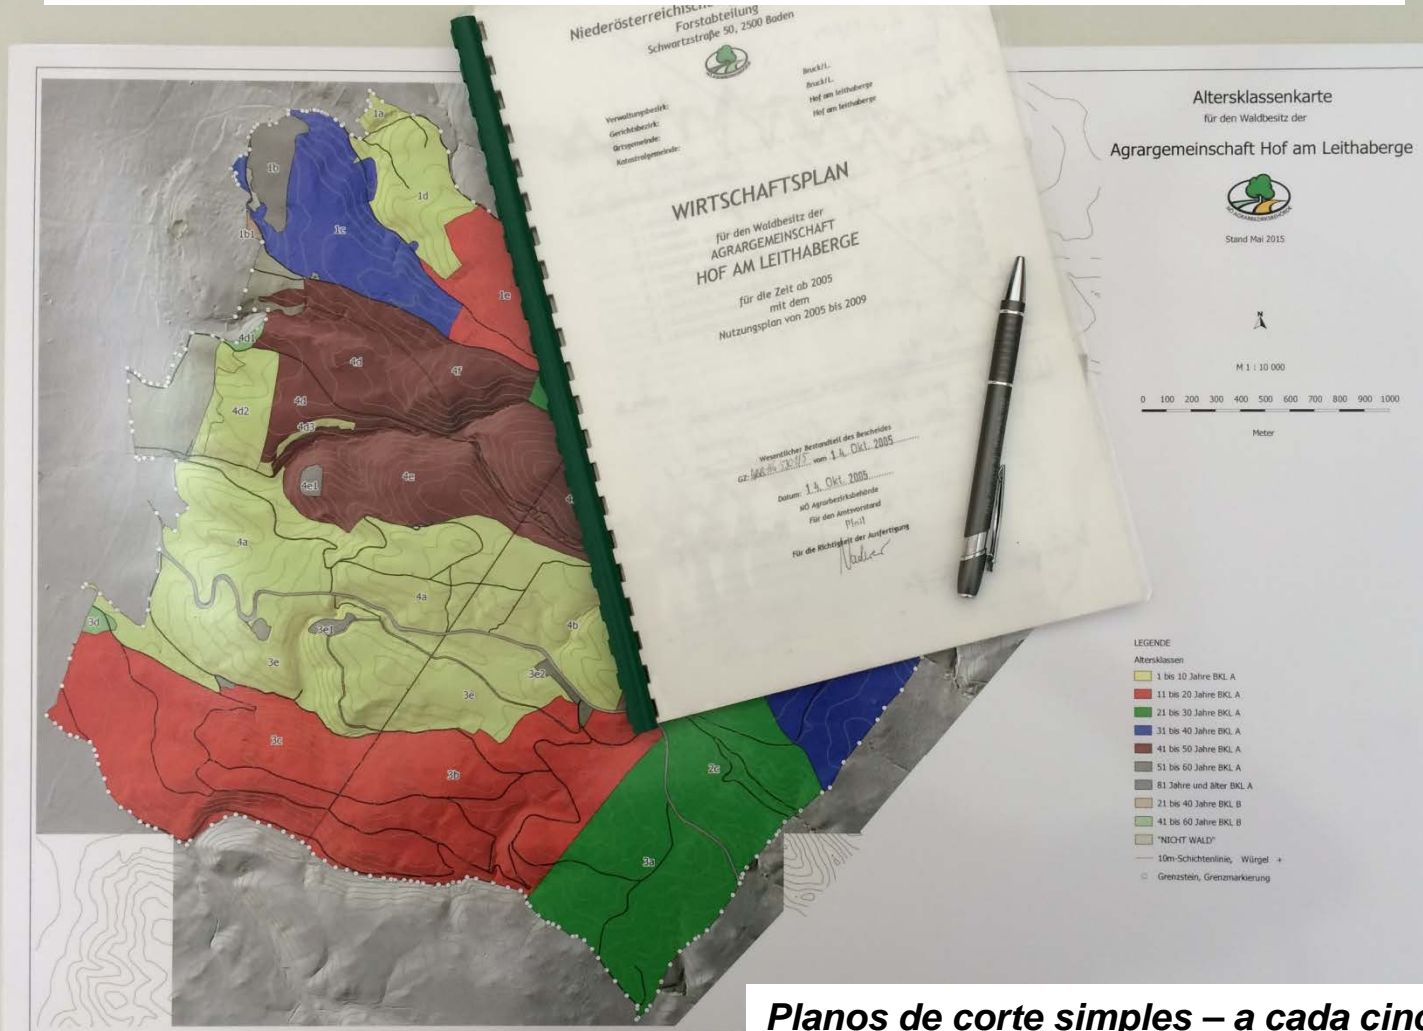 Niederösterreichische
Forstabteilung
Schwartzstraße 50, 2500 Baden
Verwaltungsbezirk: Bruck/L.
Gerichtsbezirk: Bruck/L.
Ortsgemeinde: Hof am Leithaberge
Katastralgemeinde: Hof am Leithaberge
WIRTSCHAFTSPLAN
für den Waldbesitz der
AGRARGEMEINSCHAFT
HOF AM LEITHABERGE
für die Zeit ab 2005
mit dem
Nutzungsplan von 2005 bis 2009
Wesentlicher Bestandteil des Bescheides
GZ: vom 14. Okt. 2005
Datum: 14. Okt. 2005
NÖ Agrarbezirksbehörde
Für den Amtsvorstand
Für die Richtigkeit der Ausfertigung
Altersklassenkarte
für den Waldbesitz der
Agrargemeinschaft Hof am Leithaberge
NÖ AGRARBEZIRKSBEHÖRDE
Stand Mai 2015
N
M 1 : 10 000
0 100 200 300 400 500 600 700 800 900 1000
Meter
LEGENDE
Altersklassen
1 bis 10 Jahre BKL A
11 bis 20 Jahre BKL A
21 bis 30 Jahre BKL A
31 bis 40 Jahre BKL A
41 bis 50 Jahre BKL A
51 bis 60 Jahre BKL A
81 Jahre und älter BKL A
21 bis 40 Jahre BKL B
41 bis 60 Jahre BKL B
"NICHT WALD"
10m-Schichtenlinie, Würgel +
Grenzstein, Grenzmarkierung
1a
1b
1d
1c
1b1
1e
4d1
4d
4f
4d
4d2
4d3
4e
4e1
4a
4a
4b
3d
3e1
3e
3e2
3e
3c
3b
2c
3a
Planos de corte simples – a cada cinc